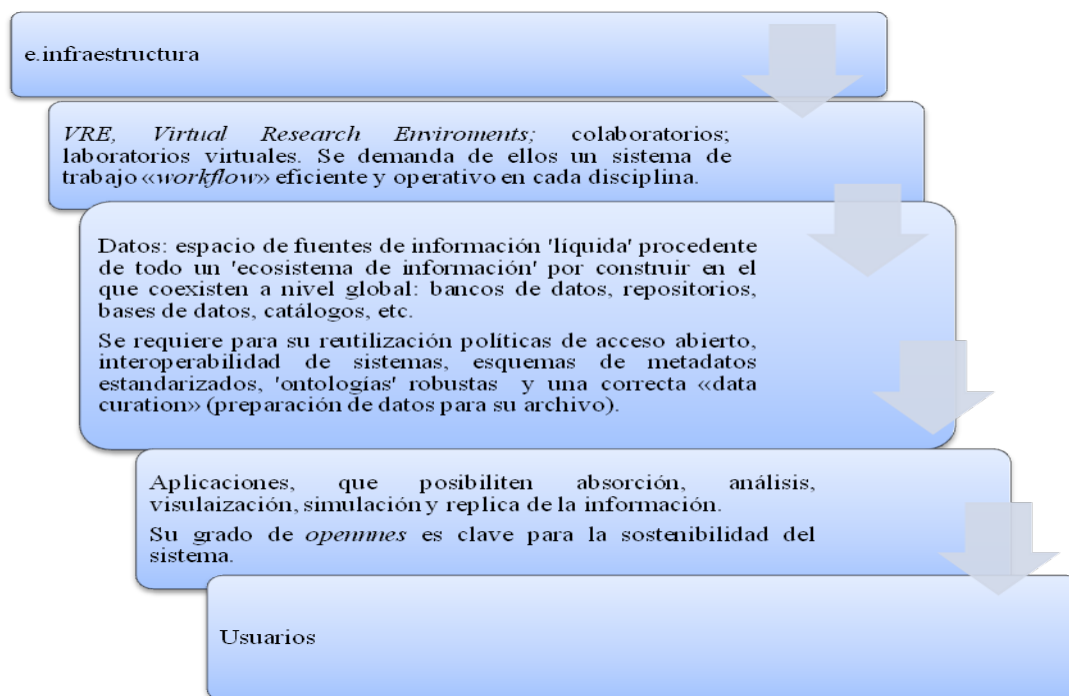 e.infraestructura
VRE, Virtual Research Enviroments; colaboratorios;
laboratorios virtuales. Se demanda de ellos un sistema de
trabajo «workflow» eficiente y operativo en cada disciplina.
Datos: espacio de fuentes de información 'líquida' procedente
de todo un 'ecosistema de información' por construir en el
que coexisten a nivel global: bancos de datos, repositorios,
bases de datos, catálogos, etc.
Se requiere para su reutilización políticas de acceso abierto,
interoperabilidad de sistemas, esquemas de metadatos
estandarizados, 'ontologías' robustas y una correcta «data
curation» (preparación de datos para su archivo).
Aplicaciones, que posibiliten absorción, análisis,
visulaización, simulación y replica de la información.
Su grado de opennnes es clave para la sostenibilidad del
sistema.
Usuarios